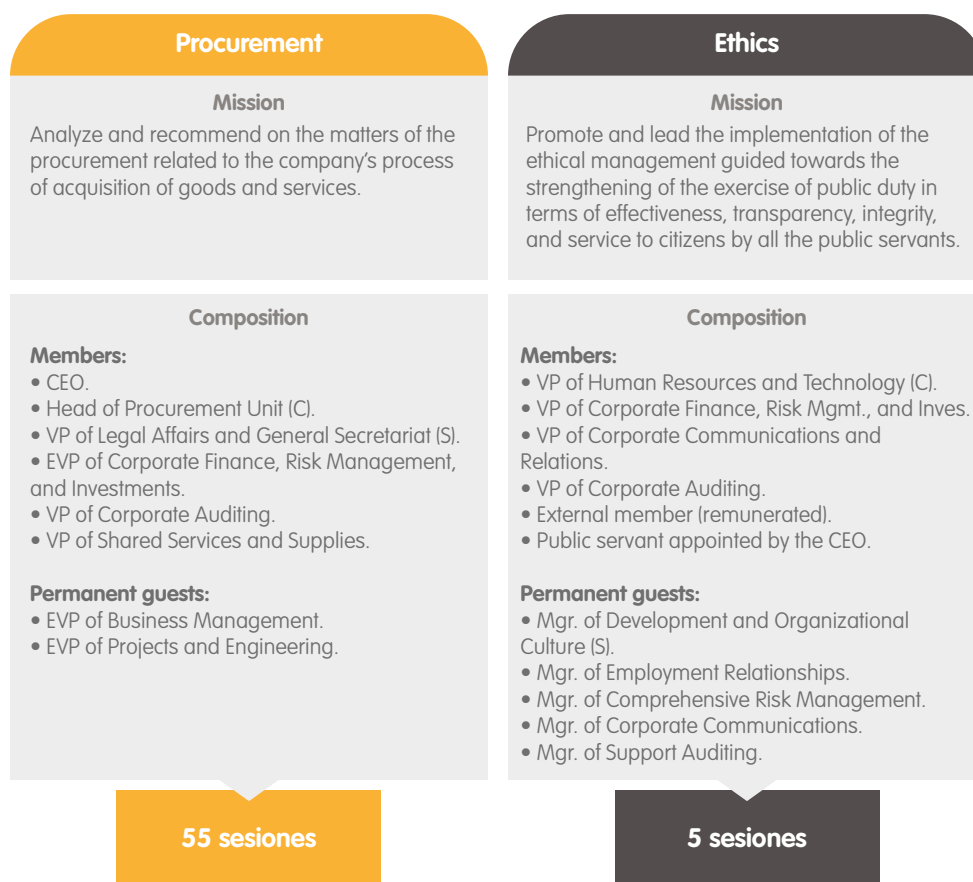 Procurement
Mission
Analyze and recommend on the matters of the
procurement related to the company's process
of acquisition of goods and services.
Composition
Members:
• CEO.
• Head of Procurement Unit (C).
• VP of Legal Affairs and General Secretariat (S).
• EVP of Corporate Finance, Risk Management,
and Investments.
• VP of Corporate Auditing.
• VP of Shared Services and Supplies.
Permanent guests:
• EVP of Business Management.
• EVP of Projects and Engineering.
55 sesiones
Ethics
Mission
Promote and lead the implementation of the
ethical management guided towards the
strengthening of the exercise of public duty in
terms of effectiveness, transparency, integrity,
and service to citizens by all the public servants.
Composition
Members:
• VP of Human Resources and Technology (C).
• VP of Corporate Finance, Risk Mgmt., and Inves.
• VP of Corporate Communications and
Relations.
• VP of Corporate Auditing.
• External member (remunerated).
• Public servant appointed by the CEO.
Permanent guests:
• Mgr. of Development and Organizational
Culture (S).
• Mgr. of Employment Relationships.
• Mgr. of Comprehensive Risk Management.
• Mgr. of Corporate Communications.
• Mgr. of Support Auditing.
5 sesiones